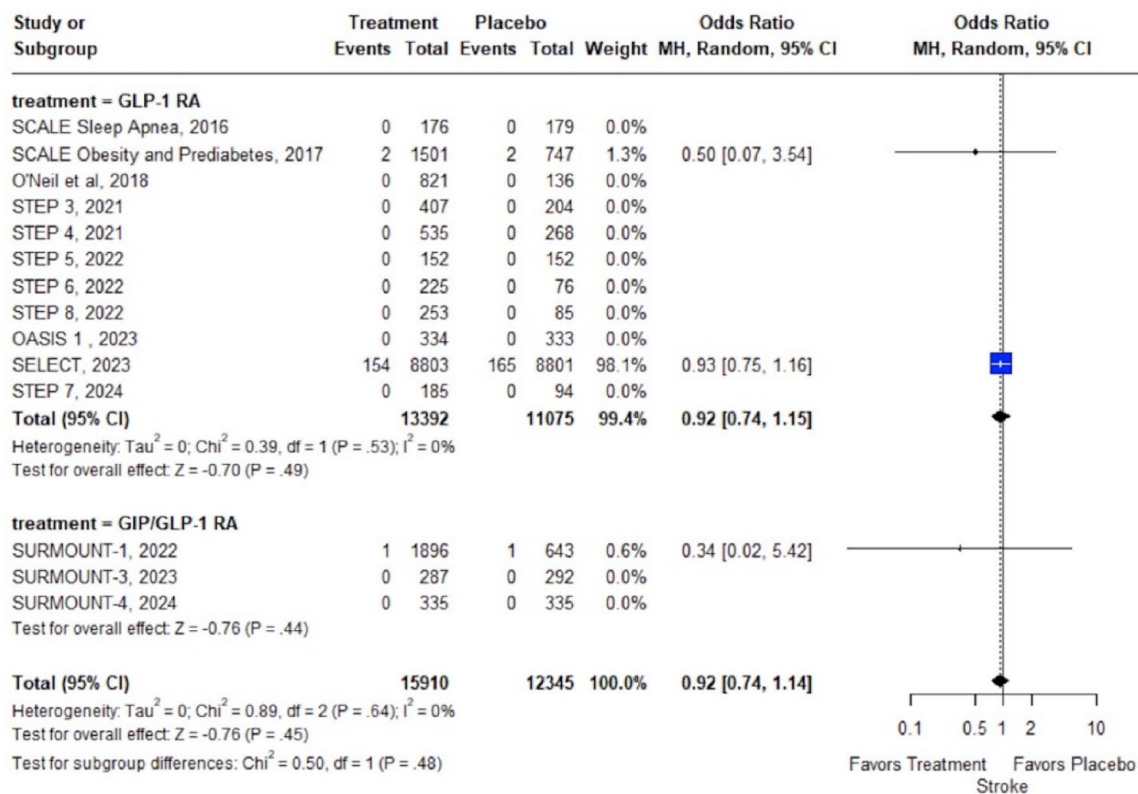 Study or Treatment Placebo Odds Ratio Odds Ratio
Subgroup Events Total Events Total Weight MH, Random, 95% CI MH, Random, 95% CI
treatment = GLP-1 RA
SCALE Sleep Apnea, 2016 0 176 0 179 0.0%
SCALE Obesity and Prediabetes, 2017 2 1501 2 747 1.3% 0.50 [0.07, 3.54]
O'Neil et al, 2018 0 821 0 136 0.0%
STEP 3, 2021 0 407 0 204 0.0%
STEP 4, 2021 0 535 0 268 0.0%
STEP 5, 2022 0 152 0 152 0.0%
STEP 6, 2022 0 225 0 76 0.0%
STEP 8, 2022 0 253 0 85 0.0%
OASIS 1 , 2023 0 334 0 333 0.0%
SELECT, 2023 154 8803 165 8801 98.1% 0.93 [0.75, 1.16]
STEP 7, 2024 0 185 0 94 0.0%
Total (95% CI) 13392 11075 99.4% 0.92 [0.74, 1.15]
Heterogeneity: Tau² = 0; Chi² = 0.39, df = 1 (P = .53); I² = 0%
Test for overall effect: Z = -0.70 (P = .49)
treatment = GIP/GLP-1 RA
SURMOUNT-1, 2022 1 1896 1 643 0.6% 0.34 [0.02, 5.42]
SURMOUNT-3, 2023 0 287 0 292 0.0%
SURMOUNT-4, 2024 0 335 0 335 0.0%
Test for overall effect: Z = -0.76 (P = .44)
Total (95% CI) 15910 12345 100.0% 0.92 [0.74, 1.14]
Heterogeneity: Tau² = 0; Chi² = 0.89, df = 2 (P = .64); I² = 0%
Test for overall effect: Z = -0.76 (P = .45)
Test for subgroup differences: Chi² = 0.50, df = 1 (P = .48)
0.1 0.5 1 2 10
Favors Treatment Favors Placebo
Stroke